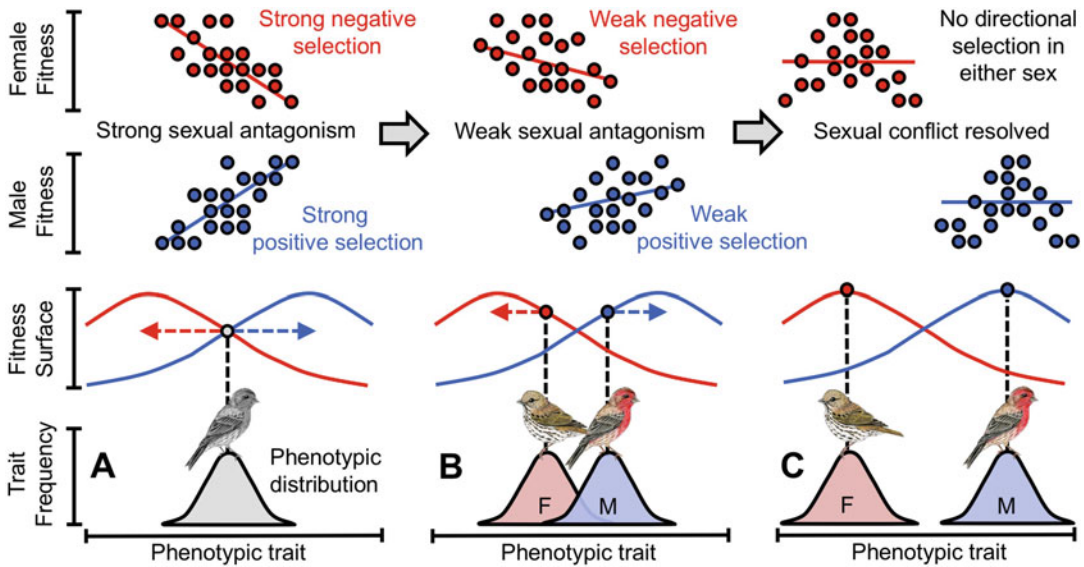 Female
Fitness
Strong negative
selection
Weak negative
selection
No directional
selection in
either sex
Strong sexual antagonism
Weak sexual antagonism
Sexual conflict resolved
Male
Fitness
Strong
positive selection
Weak
positive selection
Fitness
Surface
Trait
Frequency
A
Phenotypic
distribution
B
F
M
C
F
M
Phenotypic trait
Phenotypic trait
Phenotypic trait